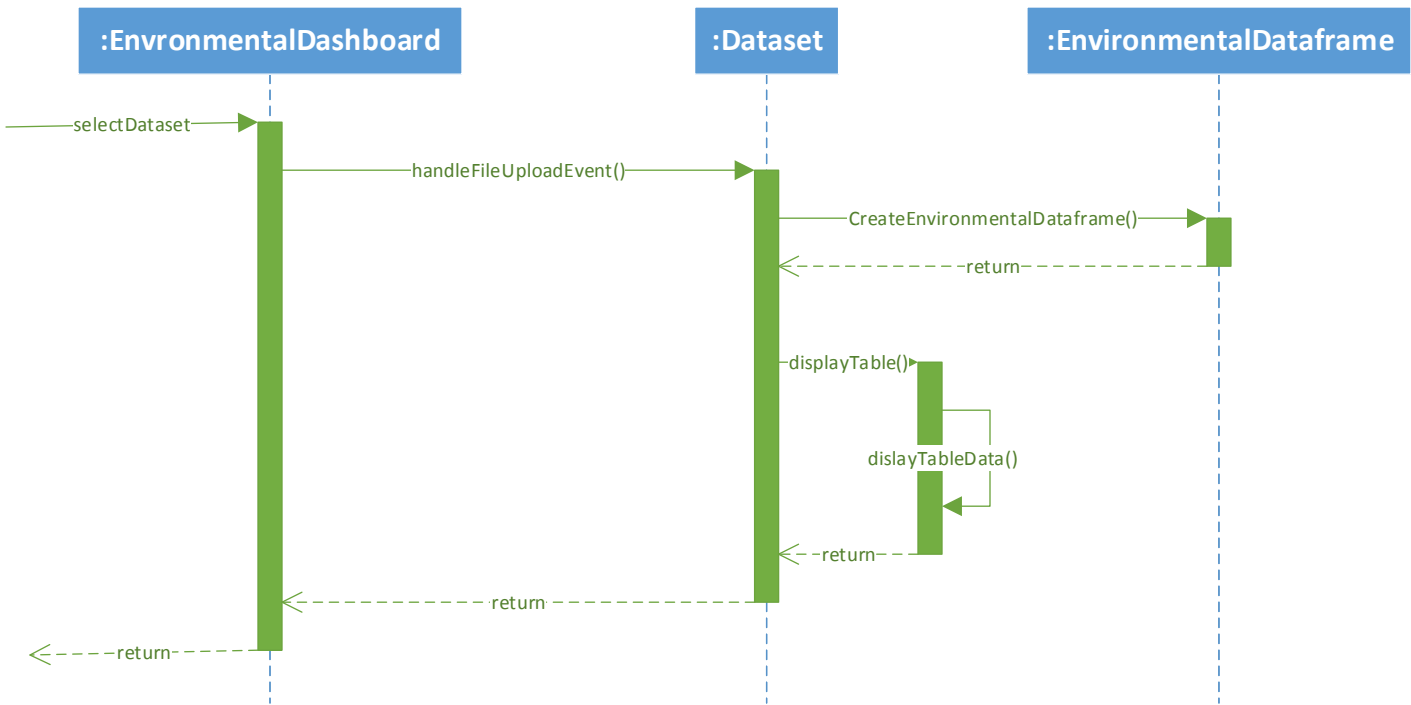 :EnvronmentalDashboard
:Dataset
:EnvironmentalDataframe
selectDataset
handleFileUploadEvent()
CreateEnvironmentalDataframe()
return
displayTable()
dislayTableData()
return
return
return